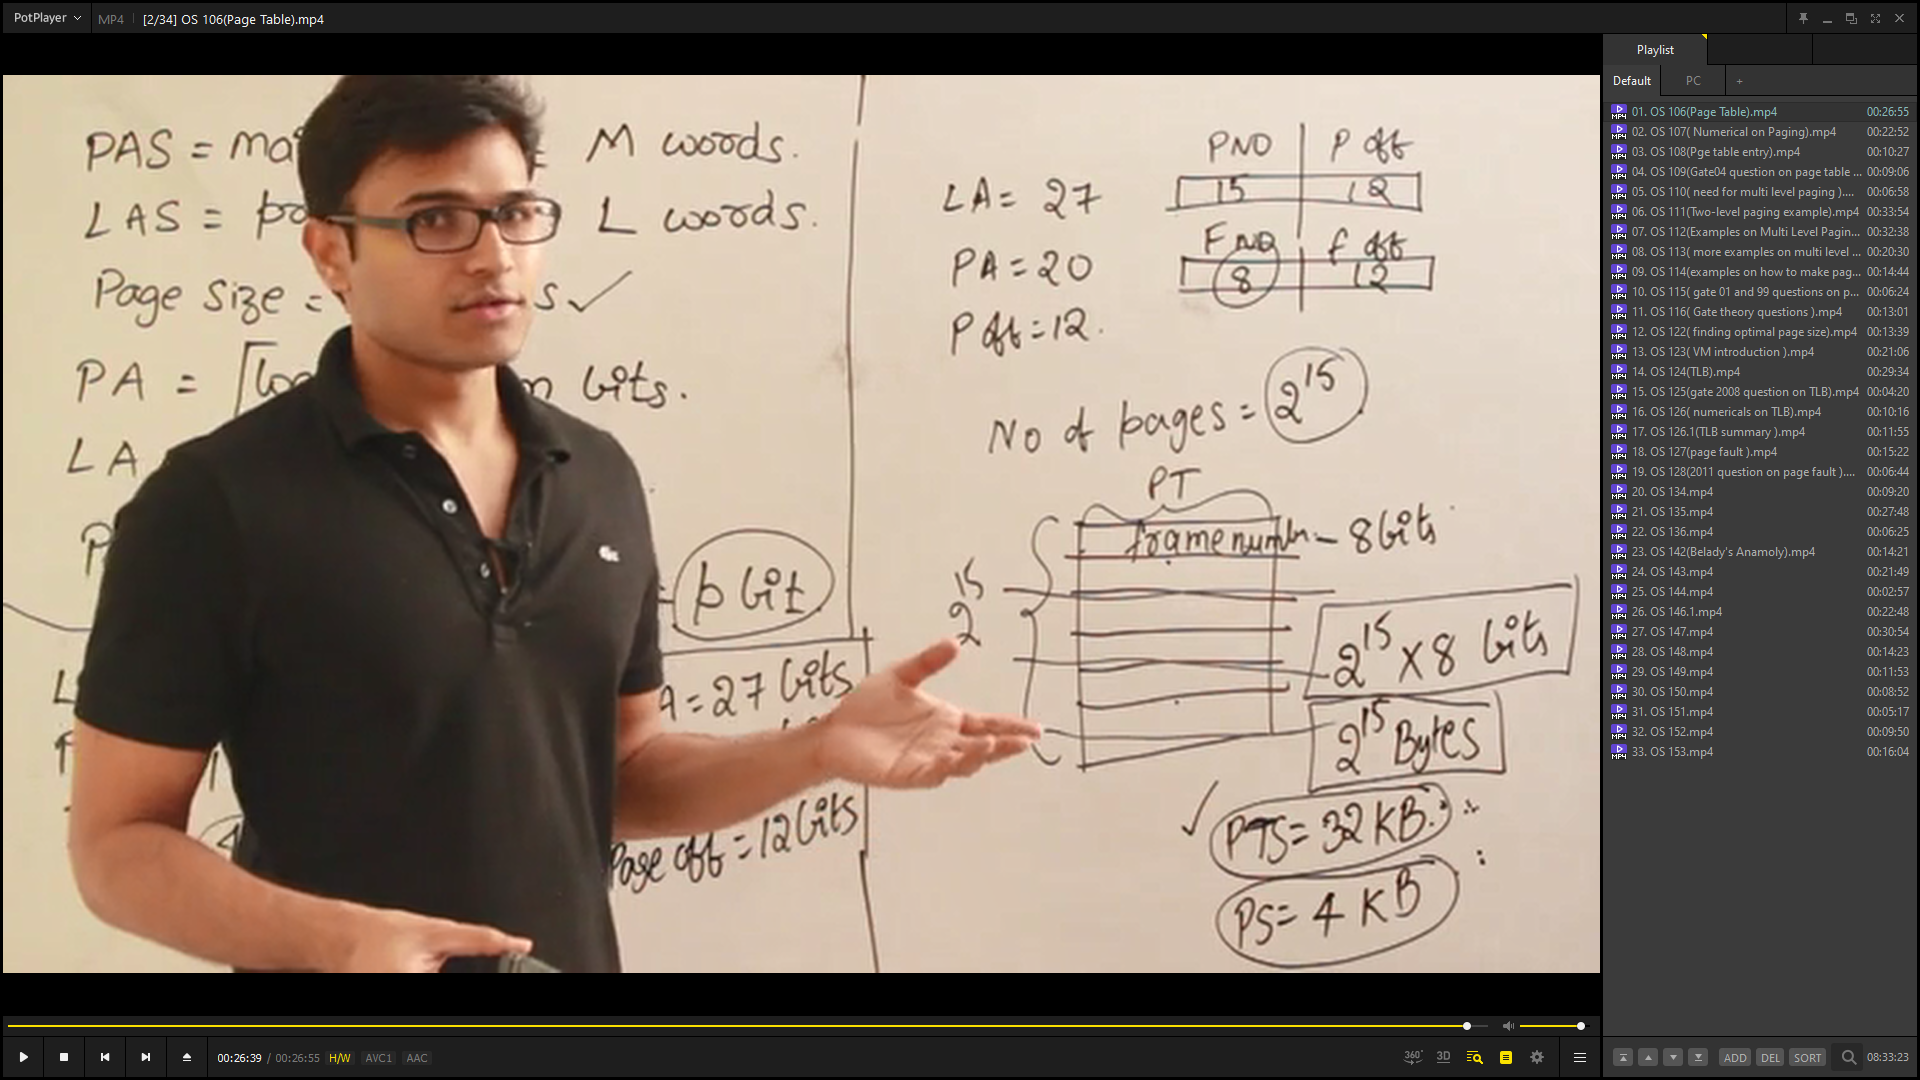 PotPlayer
MP4
[2/34] OS 106(Page Table).mp4
PAS = M words.
LAS = L words.
Page size = s ✓
PA = bits.
LA
p bit
= 27 bits
Page off = 12 bits
PNO P off
LA = 27 15 12
F NO f off
PA = 20 8 12
P off = 12.
No of pages = 2^15
PT
frame number - 8 bits
2^15
2^15 X 8 bits
2^15 Bytes
✓ PTS = 32 KB.
PS = 4 KB
00:26:39 / 00:26:55 H/W AVC1 AAC
360° 3D
Playlist
Default PC +
01. OS 106(Page Table).mp4 00:26:55
02. OS 107( Numerical on Paging).mp4 00:22:52
03. OS 108(Pge table entry).mp4 00:10:27
04. OS 109(Gate04 question on page table ... 00:09:06
05. OS 110( need for multi level paging ).... 00:06:58
06. OS 111(Two-level paging example).mp4 00:33:54
07. OS 112(Examples on Multi Level Pagin... 00:32:38
08. OS 113( more examples on multi level ... 00:20:30
09. OS 114(examples on how to make pag... 00:14:44
10. OS 115( gate 01 and 99 questions on p... 00:06:24
11. OS 116( Gate theory questions ).mp4 00:13:01
12. OS 122( finding optimal page size).mp4 00:13:39
13. OS 123( VM introduction ).mp4 00:21:06
14. OS 124(TLB).mp4 00:29:34
15. OS 125(gate 2008 question on TLB).mp4 00:04:20
16. OS 126( numericals on TLB).mp4 00:10:16
17. OS 126.1(TLB summary ).mp4 00:11:55
18. OS 127(page fault ).mp4 00:15:22
19. OS 128(2011 question on page fault ).... 00:06:44
20. OS 134.mp4 00:09:20
21. OS 135.mp4 00:27:48
22. OS 136.mp4 00:06:25
23. OS 142(Belady's Anamoly).mp4 00:14:21
24. OS 143.mp4 00:21:49
25. OS 144.mp4 00:02:57
26. OS 146.1.mp4 00:22:48
27. OS 147.mp4 00:30:54
28. OS 148.mp4 00:14:23
29. OS 149.mp4 00:11:53
30. OS 150.mp4 00:08:52
31. OS 151.mp4 00:05:17
32. OS 152.mp4 00:09:50
33. OS 153.mp4 00:16:04
ADD DEL SORT 08:33:23